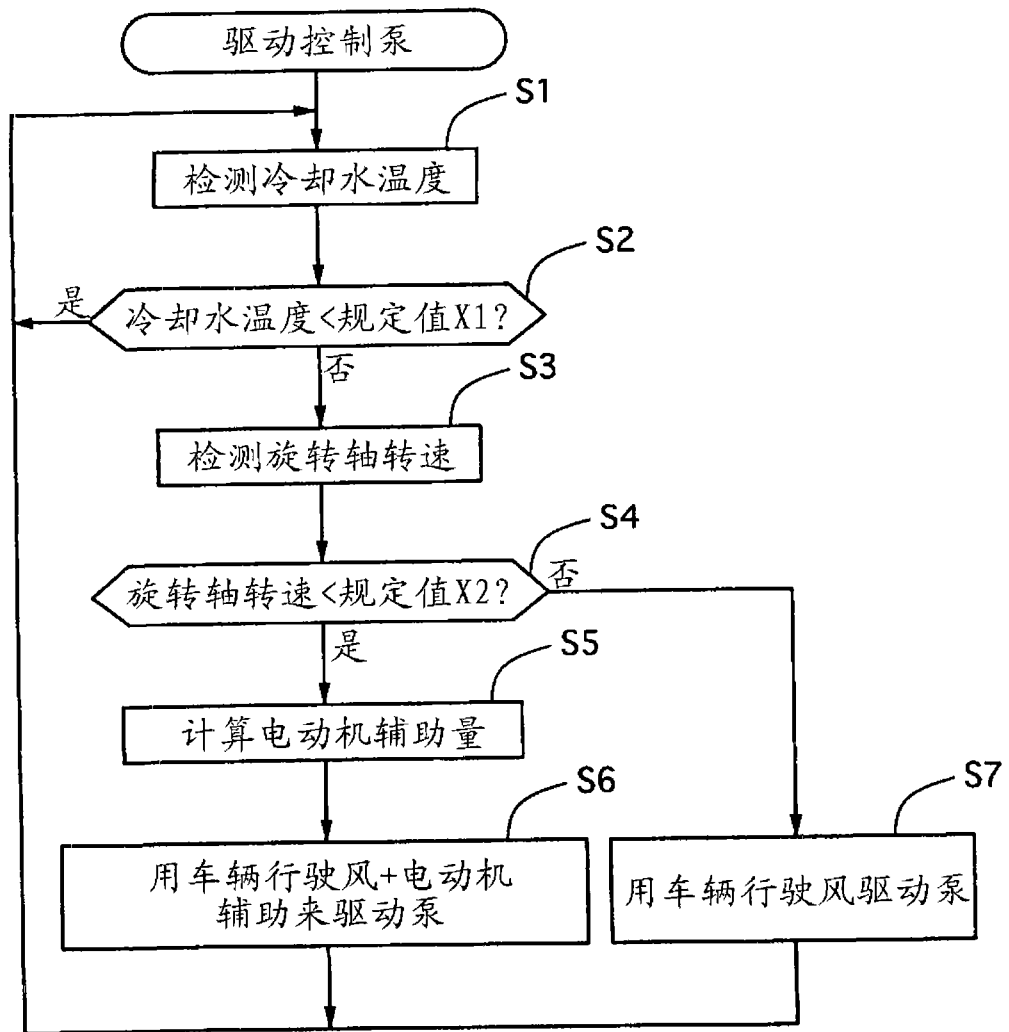 驱动控制泵
S1
检测冷却水温度
S2
冷却水温度<规定值X1?
是
否
S3
检测旋转轴转速
S4
旋转轴转速<规定值X2?
否
是
S5
计算电动机辅助量
S6
用车辆行驶风+电动机
辅助来驱动泵
S7
用车辆行驶风驱动泵